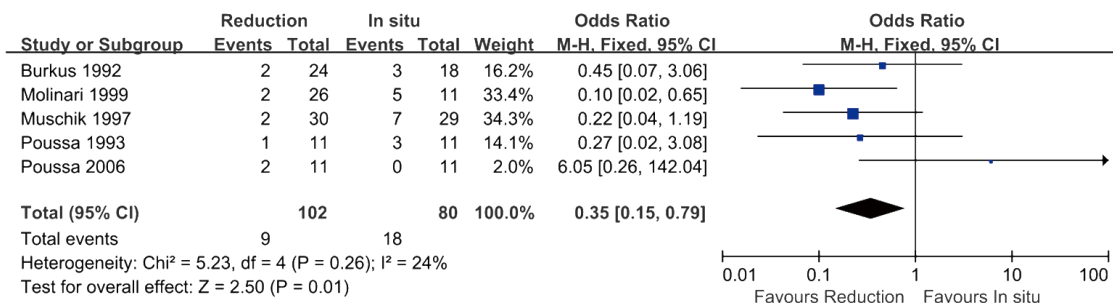 Reduction In situ Odds Ratio Odds Ratio
Study or Subgroup Events Total Events Total Weight M-H, Fixed, 95% CI M-H, Fixed, 95% CI
Burkus 1992 2 24 3 18 16.2% 0.45 [0.07, 3.06]
Molinari 1999 2 26 5 11 33.4% 0.10 [0.02, 0.65]
Muschik 1997 2 30 7 29 34.3% 0.22 [0.04, 1.19]
Poussa 1993 1 11 3 11 14.1% 0.27 [0.02, 3.08]
Poussa 2006 2 11 0 11 2.0% 6.05 [0.26, 142.04]
Total (95% CI) 102 80 100.0% 0.35 [0.15, 0.79]
Total events 9 18
Heterogeneity: Chi² = 5.23, df = 4 (P = 0.26); I² = 24%
Test for overall effect: Z = 2.50 (P = 0.01)
0.01 0.1 1 10 100
Favours Reduction Favours In situ